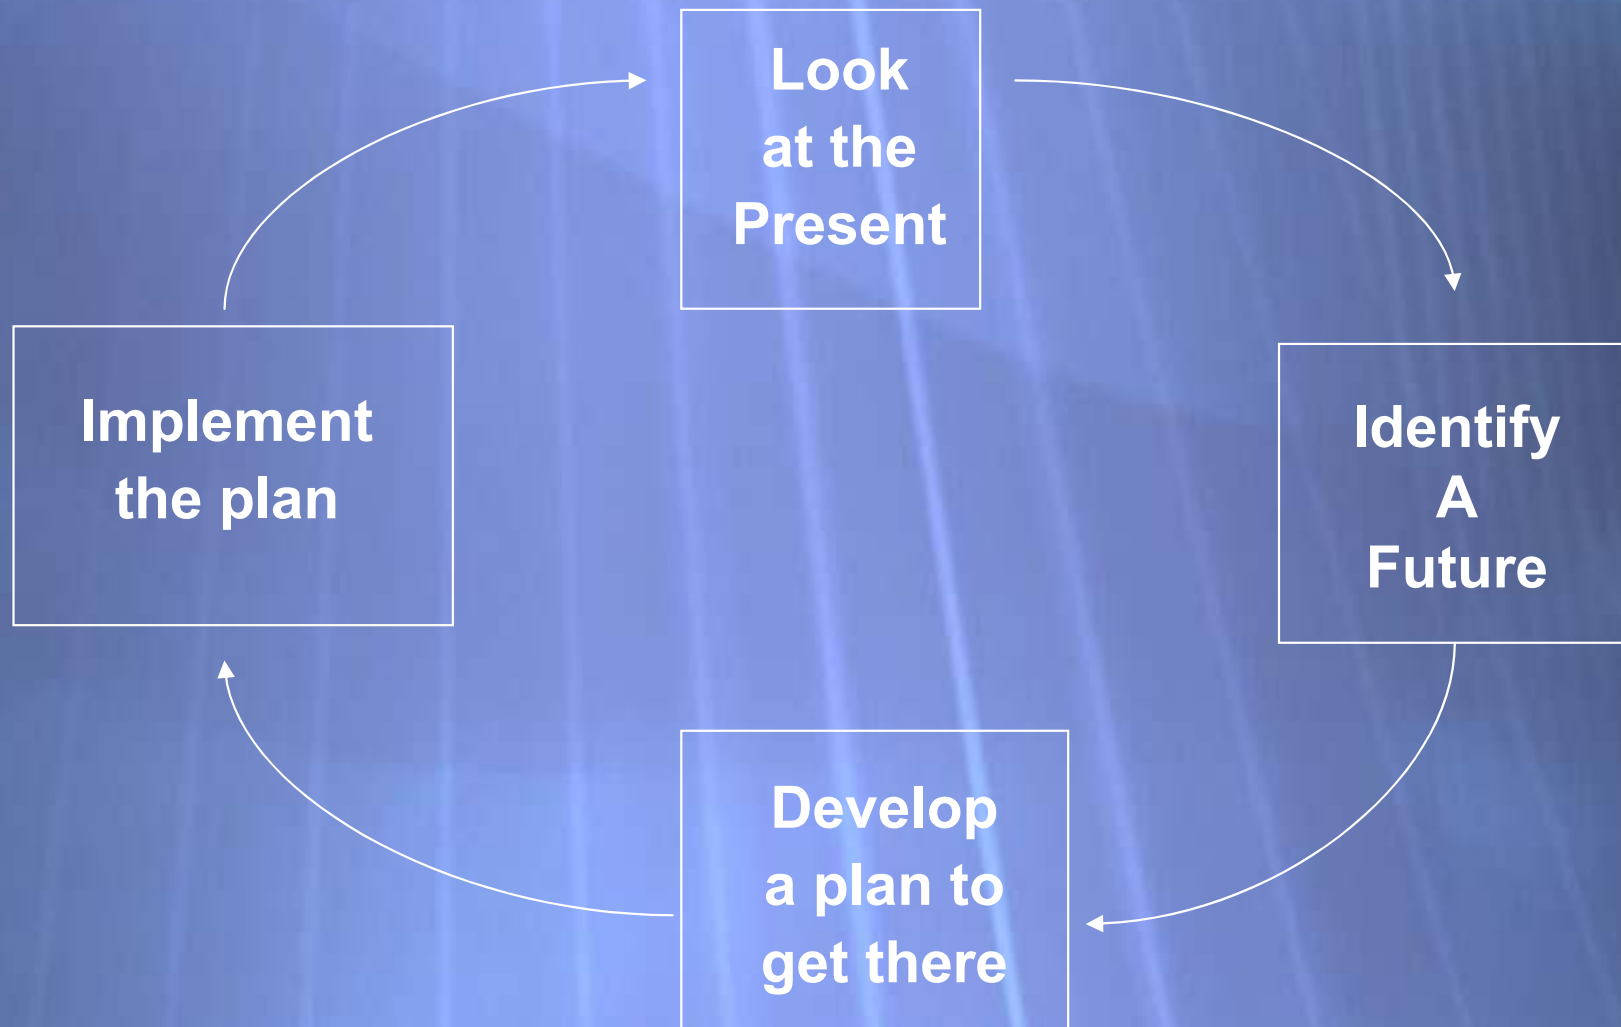 Look
at the
Present
Identify
A
Future
Develop
a plan to
get there
Implement
the plan